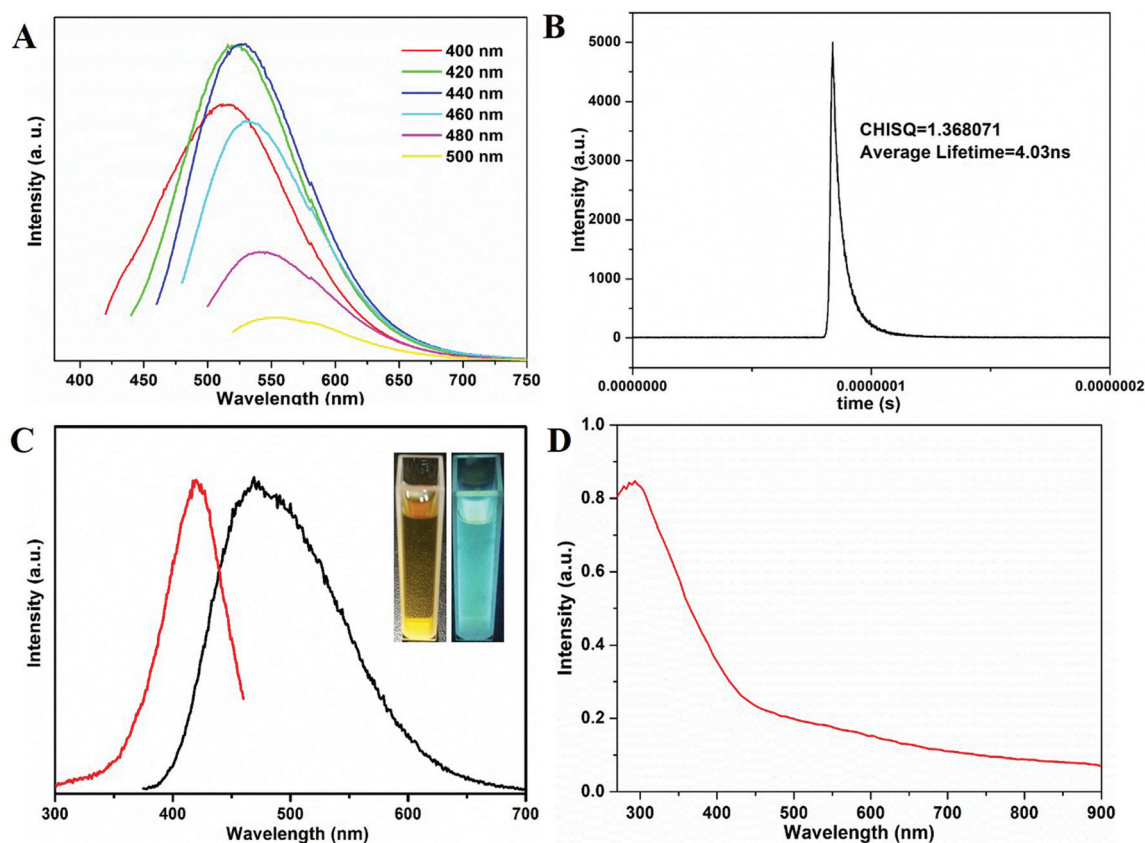 A
Intensity (a. u.)
400 nm
420 nm
440 nm
460 nm
480 nm
500 nm
400 450 500 550 600 650 700 750
Wavelength (nm)
B
Intensity (a.u.)
5000
4000
3000
2000
1000
0
CHISQ=1.368071
Average Lifetime=4.03ns
0.0000000 0.0000001 0.0000002
time (s)
C
Intensity (a.u.)
300 400 500 600 700
Wavelength (nm)
D
Intensity (a.u.)
1.0
0.8
0.6
0.4
0.2
0.0
300 400 500 600 700 800 900
Wavelength (nm)